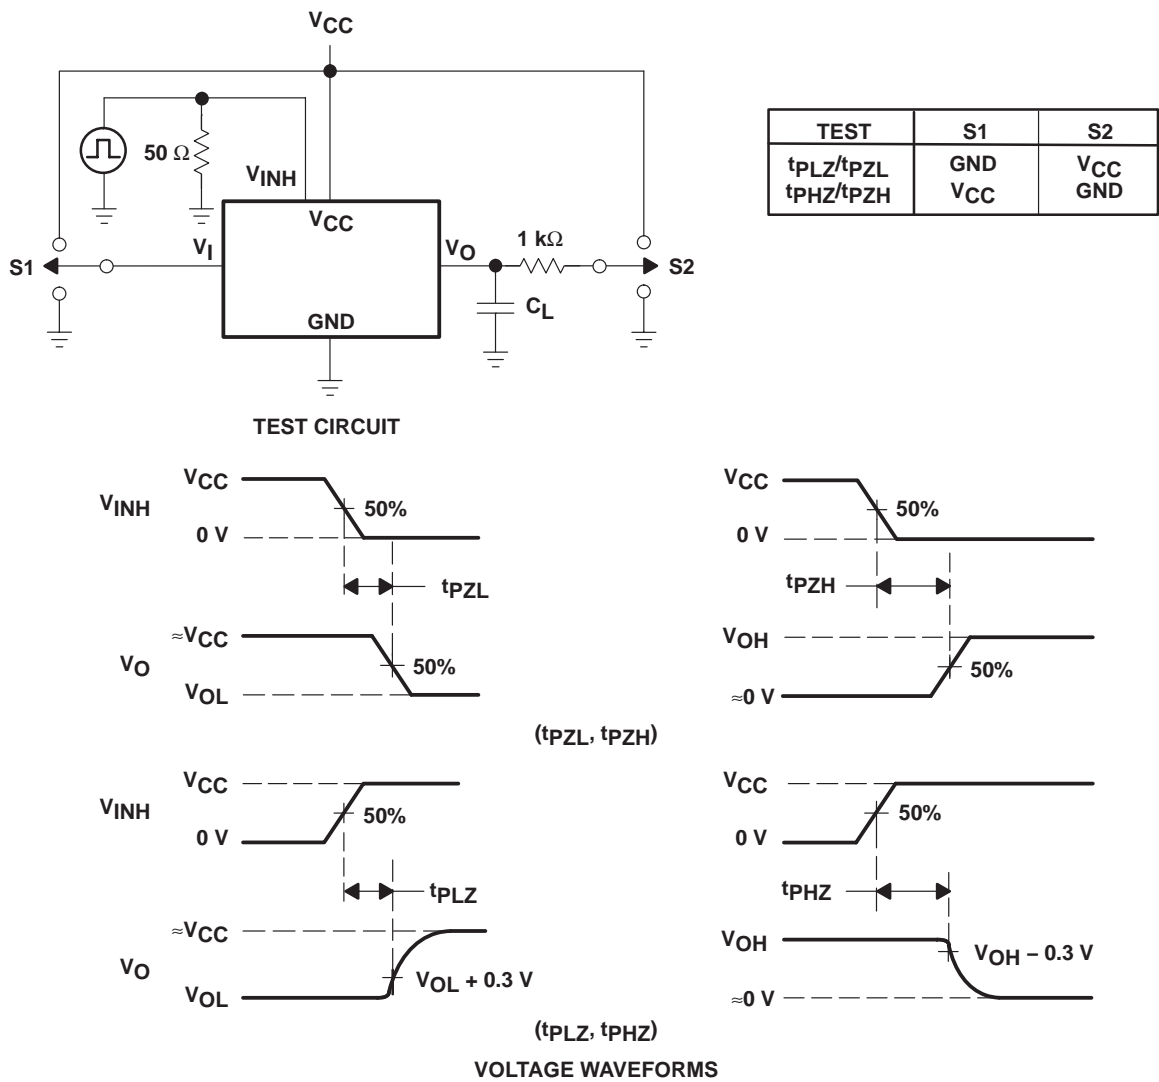 VCC
50 Ω
VINH
VCC
VI
VO
1 kΩ
S1
S2
CL
GND
TEST CIRCUIT
TEST S1 S2
tPLZ/tPZL GND VCC
tPHZ/tPZH VCC GND
VINH
VCC
50%
0 V
tPZL
VO
≈VCC
50%
VOL
VCC
50%
0 V
tPZH
VOH
50%
≈0 V
(tPZL, tPZH)
VINH
VCC
50%
0 V
tPLZ
VO
≈VCC
VOL + 0.3 V
VOL
VCC
50%
0 V
tPHZ
VOH
VOH − 0.3 V
≈0 V
(tPLZ, tPHZ)
VOLTAGE WAVEFORMS